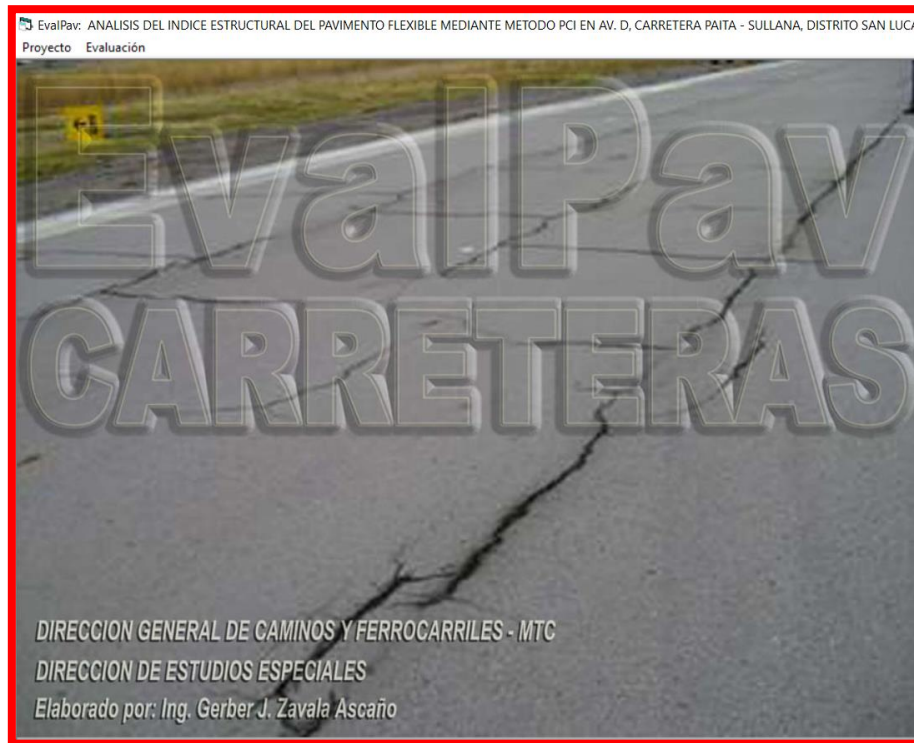 EvalPav: ANALISIS DEL INDICE ESTRUCTURAL DEL PAVIMENTO FLEXIBLE MEDIANTE METODO PCI EN AV. D, CARRETERA PAITA - SULLANA, DISTRITO SAN LUCA
Proyecto Evaluación
EvalPav
CARRETERAS
DIRECCION GENERAL DE CAMINOS Y FERROCARRILES - MTC
DIRECCION DE ESTUDIOS ESPECIALES
Elaborado por: Ing. Gerber J. Zavala Ascaño